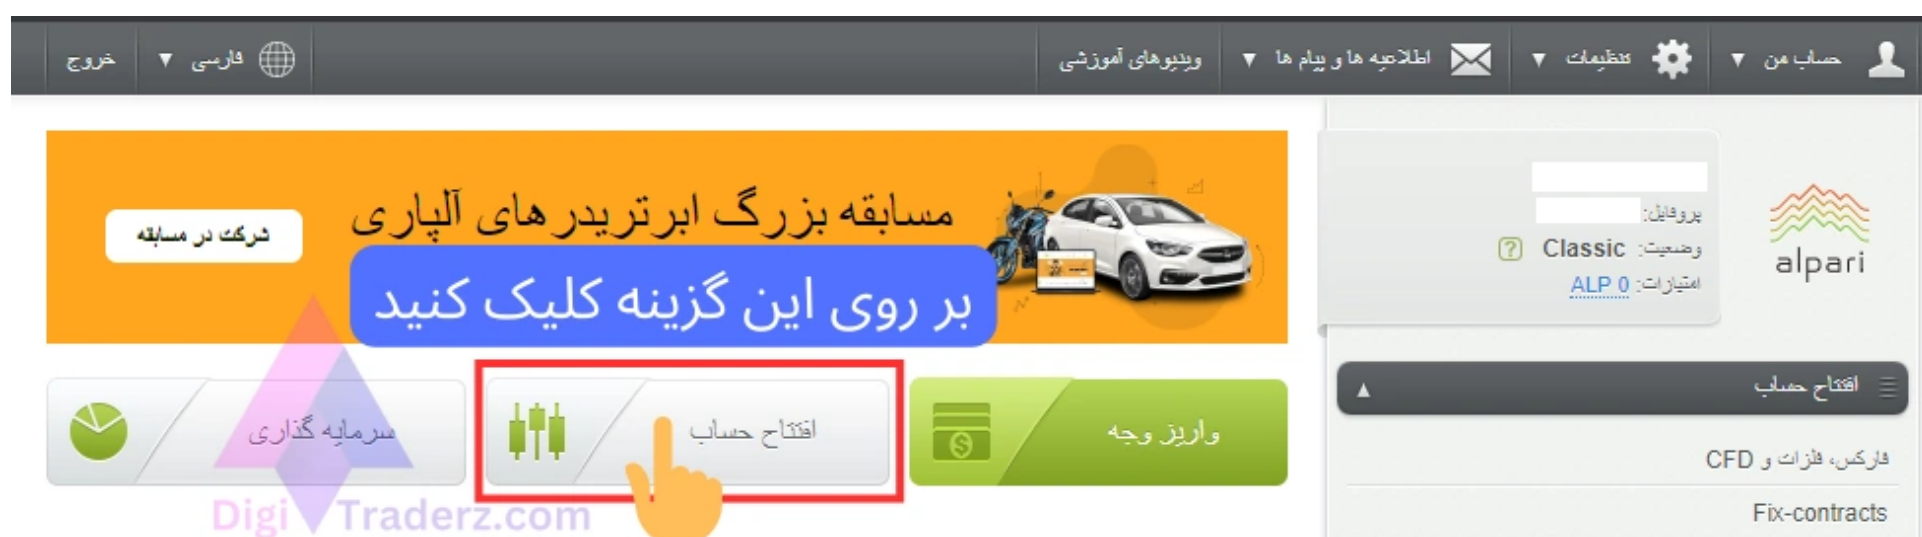 حساب من ▼ تنظیمات ▼ اطلاعیه ها و پیام ها ▼ ویدیوهای آموزشی فارسی ▼ خروج
alpari
پروفایل:
وضعیت: Classic ?
امتیازات: ALP 0
مسابقه بزرگ ابرتریدرهای آلپاری
شرکت در مسابقه
بر روی این گزینه کلیک کنید
افتتاح حساب ▲
فارکس، فلزات و CFD
Fix-contracts
واریز وجه
افتتاح حساب
سرمایه گذاری
DigiTraderz.com